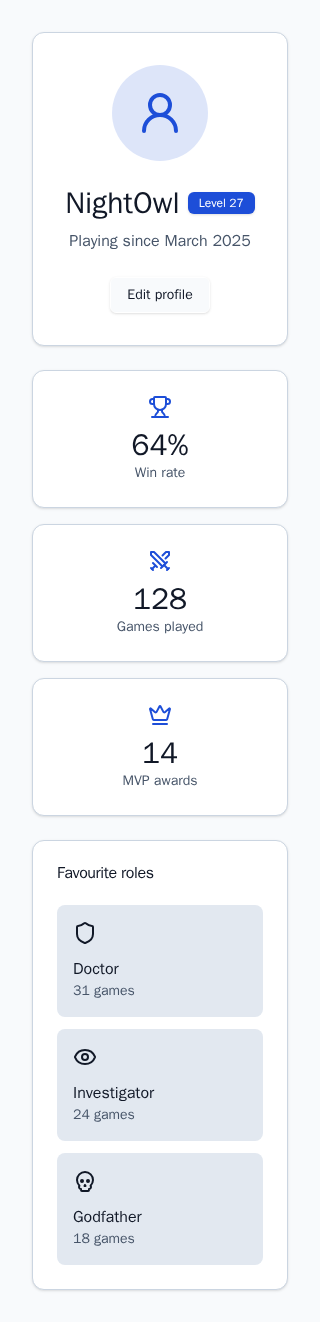 NightOwl Level 27
Playing since March 2025
Edit profile
64%
Win rate
128
Games played
14
MVP awards
Favourite roles
Doctor
31 games
Investigator
24 games
Godfather
18 games